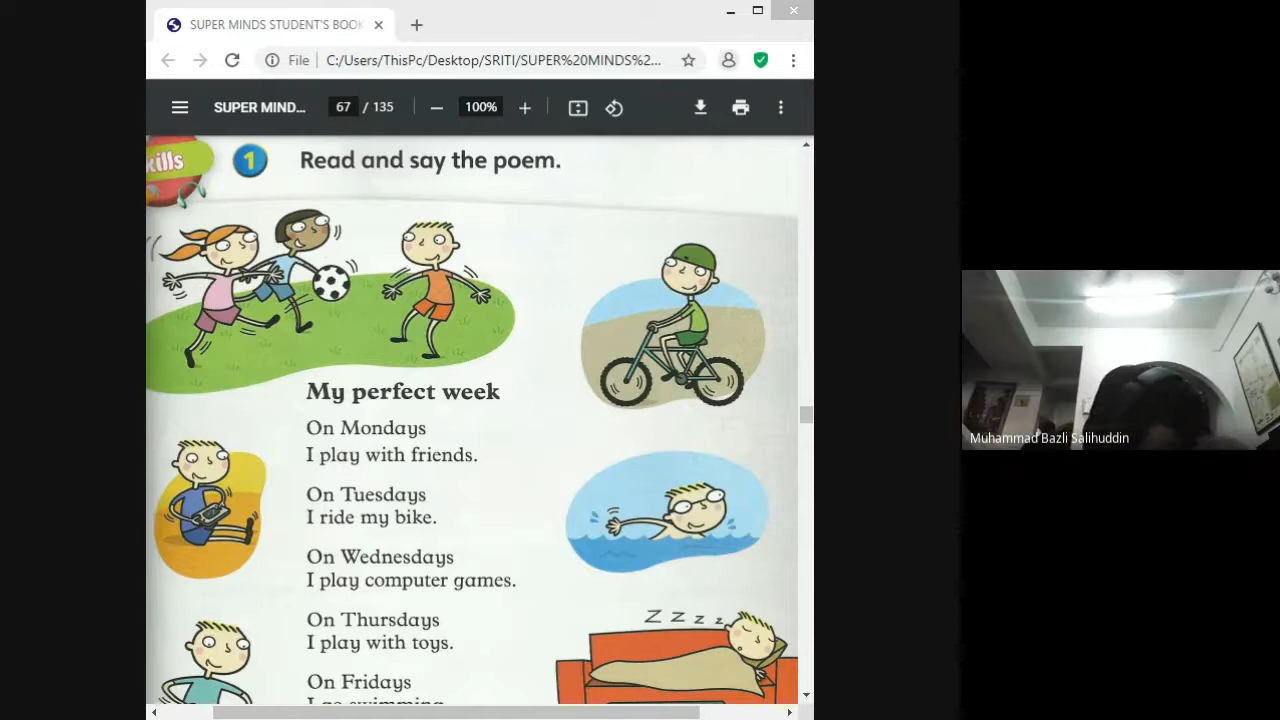 SUPER MINDS STUDENT'S BOOK
File
C:/Users/ThisPc/Desktop/SRITI/SUPER%20MINDS%2...
SUPER MIND...
67 / 135
100%
1
Read and say the poem.
My perfect week
On Mondays
I play with friends.
On Tuesdays
I ride my bike.
On Wednesdays
I play computer games.
On Thursdays
I play with toys.
On Fridays
I go swimming.
Z Z Z Z
Muhammad Bazli Salihuddin